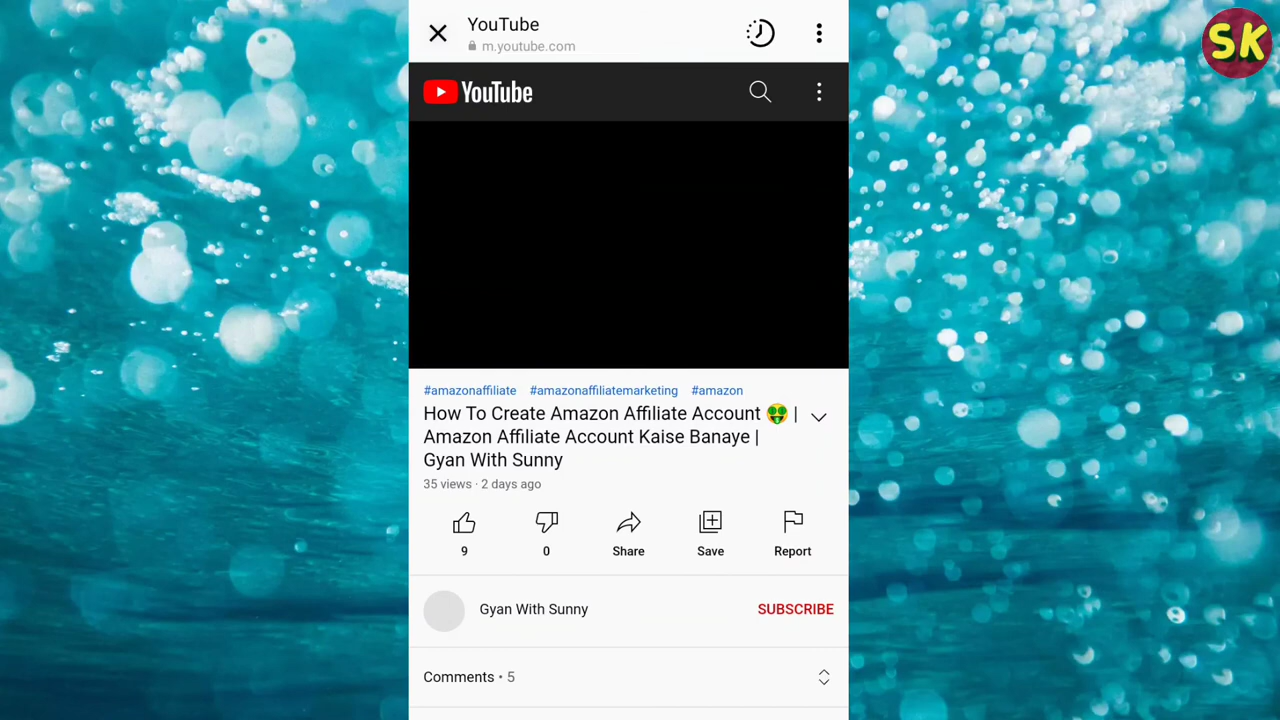 YouTube
m.youtube.com
SK
YouTube
#amazonaffiliate #amazonaffiliatemarketing #amazon
How To Create Amazon Affiliate Account 🤑 |
Amazon Affiliate Account Kaise Banaye |
Gyan With Sunny
35 views · 2 days ago
9 0 Share Save Report
Gyan With Sunny SUBSCRIBE
Comments • 5